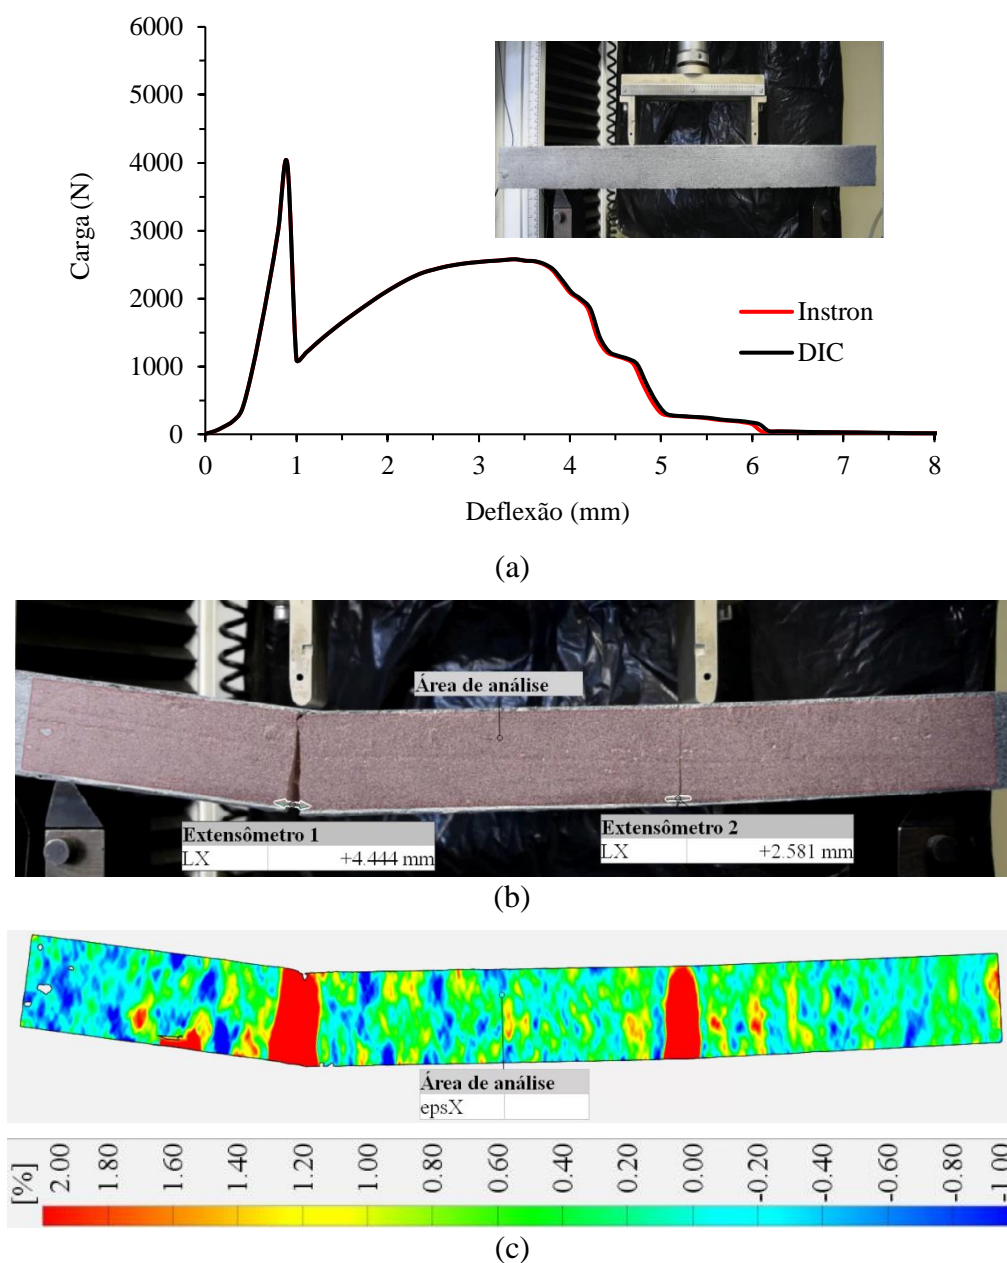 6000
5000
4000
3000
2000
1000
0
Carga (N)
Instron
DIC
0 1 2 3 4 5 6 7 8
Deflexão (mm)
(a)
Área de análise
Extensômetro 1
LX +4.444 mm
Extensômetro 2
LX +2.581 mm
(b)
Área de análise
epsX
[%] 2.00 1.80 1.60 1.40 1.20 1.00 0.80 0.60 0.40 0.20 0.00 -0.20 -0.40 -0.60 -0.80 -1.00
(c)